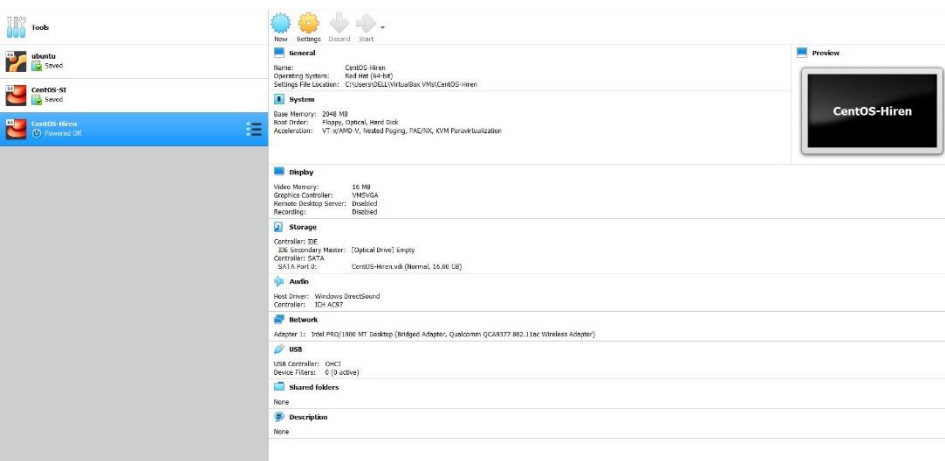 Tools
ubuntu
Saved
CentOS-SI
Saved
CentOS-Hiren
Powered Off
New Settings Discard Start
General
Name: CentOS-Hiren
Operating System: Red Hat (64-bit)
Settings File Location: C:\Users\DELL\VirtualBox VMs\CentOS-Hiren
System
Base Memory: 2048 MB
Boot Order: Floppy, Optical, Hard Disk
Acceleration: VT-x/AMD-V, Nested Paging, PAE/NX, KVM Paravirtualization
Preview
CentOS-Hiren
Display
Video Memory: 16 MB
Graphics Controller: VMSVGA
Remote Desktop Server: Disabled
Recording: Disabled
Storage
Controller: IDE
IDE Secondary Master: [Optical Drive] Empty
Controller: SATA
SATA Port 0: CentOS-Hiren.vdi (Normal, 16.00 GB)
Audio
Host Driver: Windows DirectSound
Controller: ICH AC97
Network
Adapter 1: Intel PRO/1000 MT Desktop (Bridged Adapter, Qualcomm QCA9377 802.11ac Wireless Adapter)
USB
USB Controller: OHCI
Device Filters: 0 (0 active)
Shared folders
None
Description
None